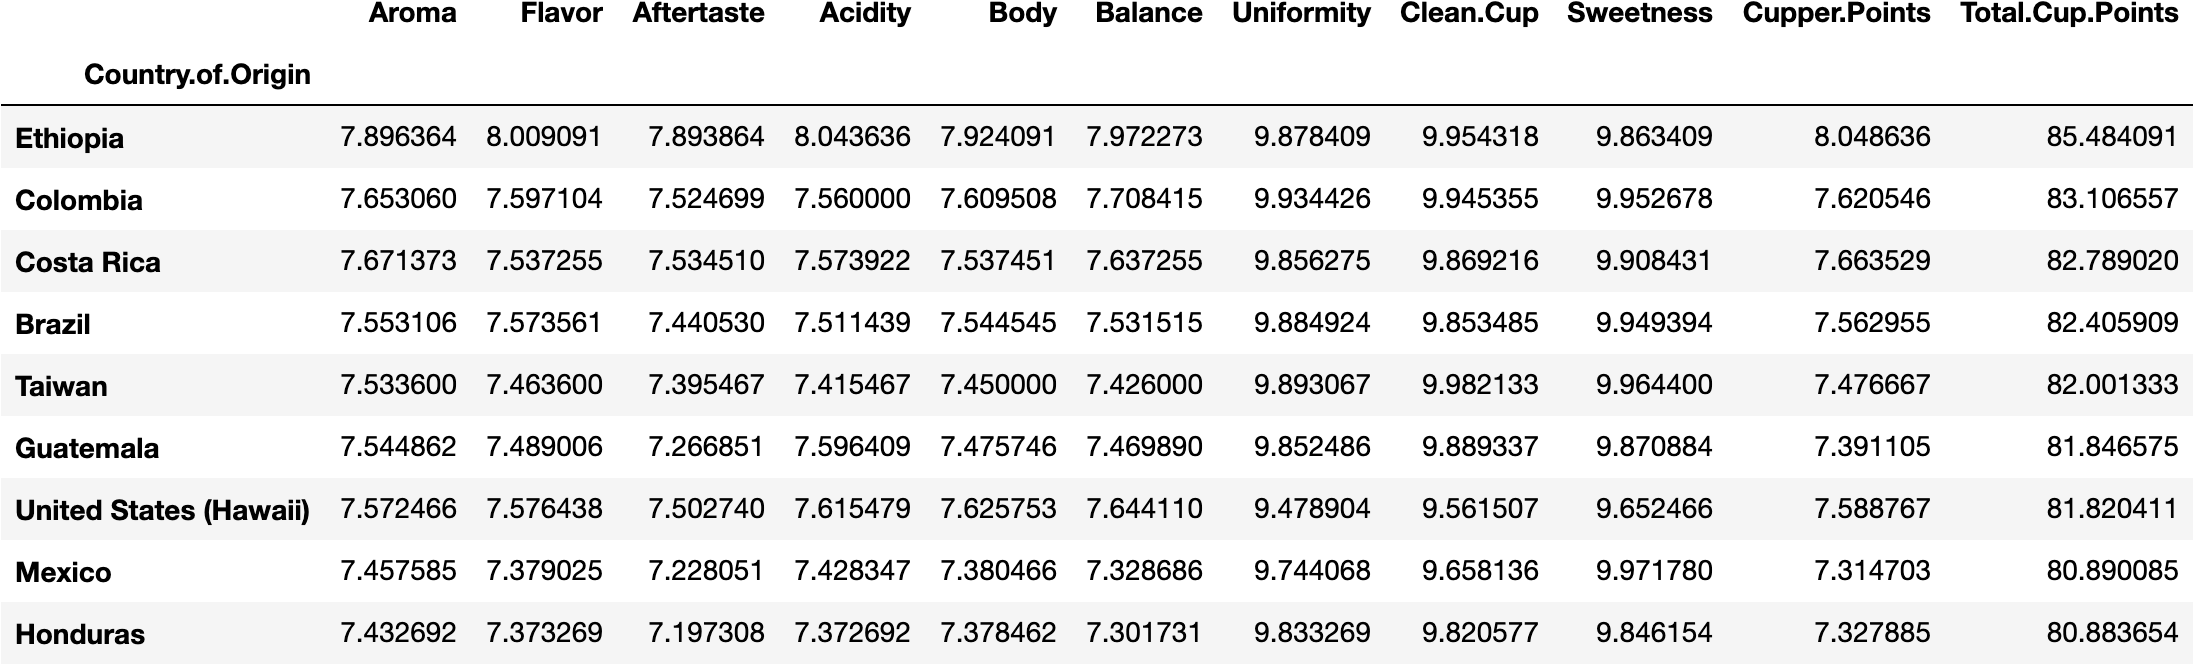 Aroma Flavor Aftertaste Acidity Body Balance Uniformity Clean.Cup Sweetness Cupper.Points Total.Cup.Points
Country.of.Origin
Ethiopia 7.896364 8.009091 7.893864 8.043636 7.924091 7.972273 9.878409 9.954318 9.863409 8.048636 85.484091
Colombia 7.653060 7.597104 7.524699 7.560000 7.609508 7.708415 9.934426 9.945355 9.952678 7.620546 83.106557
Costa Rica 7.671373 7.537255 7.534510 7.573922 7.537451 7.637255 9.856275 9.869216 9.908431 7.663529 82.789020
Brazil 7.553106 7.573561 7.440530 7.511439 7.544545 7.531515 9.884924 9.853485 9.949394 7.562955 82.405909
Taiwan 7.533600 7.463600 7.395467 7.415467 7.450000 7.426000 9.893067 9.982133 9.964400 7.476667 82.001333
Guatemala 7.544862 7.489006 7.266851 7.596409 7.475746 7.469890 9.852486 9.889337 9.870884 7.391105 81.846575
United States (Hawaii) 7.572466 7.576438 7.502740 7.615479 7.625753 7.644110 9.478904 9.561507 9.652466 7.588767 81.820411
Mexico 7.457585 7.379025 7.228051 7.428347 7.380466 7.328686 9.744068 9.658136 9.971780 7.314703 80.890085
Honduras 7.432692 7.373269 7.197308 7.372692 7.378462 7.301731 9.833269 9.820577 9.846154 7.327885 80.883654